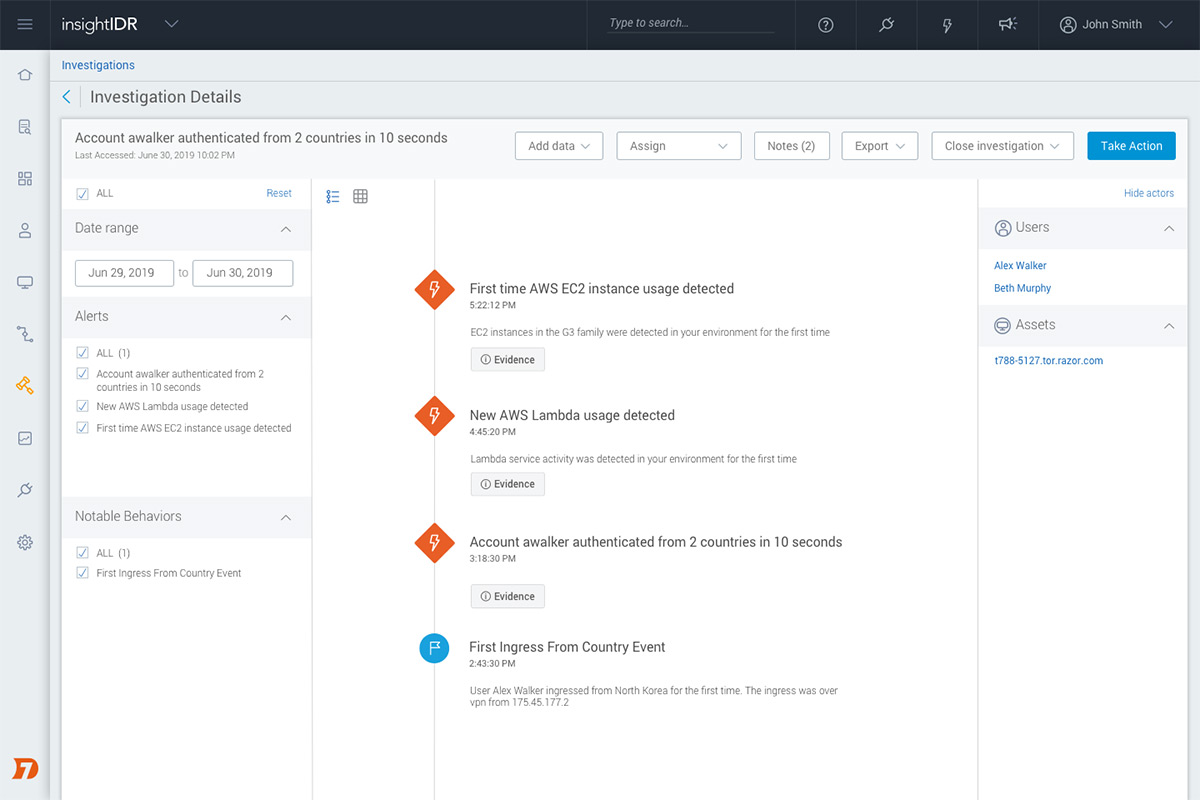 insightIDR
Type to search...
John Smith
Investigations
Investigation Details
Account awalker authenticated from 2 countries in 10 seconds
Last Accessed: June 30, 2019 10:02 PM
Add data
Assign
Notes (2)
Export
Close investigation
Take Action
ALL
Reset
Date range
Jun 29, 2019 to Jun 30, 2019
Alerts
ALL (1)
Account awalker authenticated from 2
countries in 10 seconds
New AWS Lambda usage detected
First time AWS EC2 instance usage detected
Notable Behaviors
ALL (1)
First Ingress From Country Event
First time AWS EC2 instance usage detected
5:22:12 PM
EC2 instances in the G3 family were detected in your environment for the first time
Evidence
New AWS Lambda usage detected
4:45:20 PM
Lambda service activity was detected in your environment for the first time
Evidence
Account awalker authenticated from 2 countries in 10 seconds
3:18:30 PM
Evidence
First Ingress From Country Event
2:43:30 PM
User Alex Walker ingressed from North Korea for the first time. The ingress was over
vpn from 175.45.177.2
Hide actors
Users
Alex Walker
Beth Murphy
Assets
t788-5127.tor.razor.com